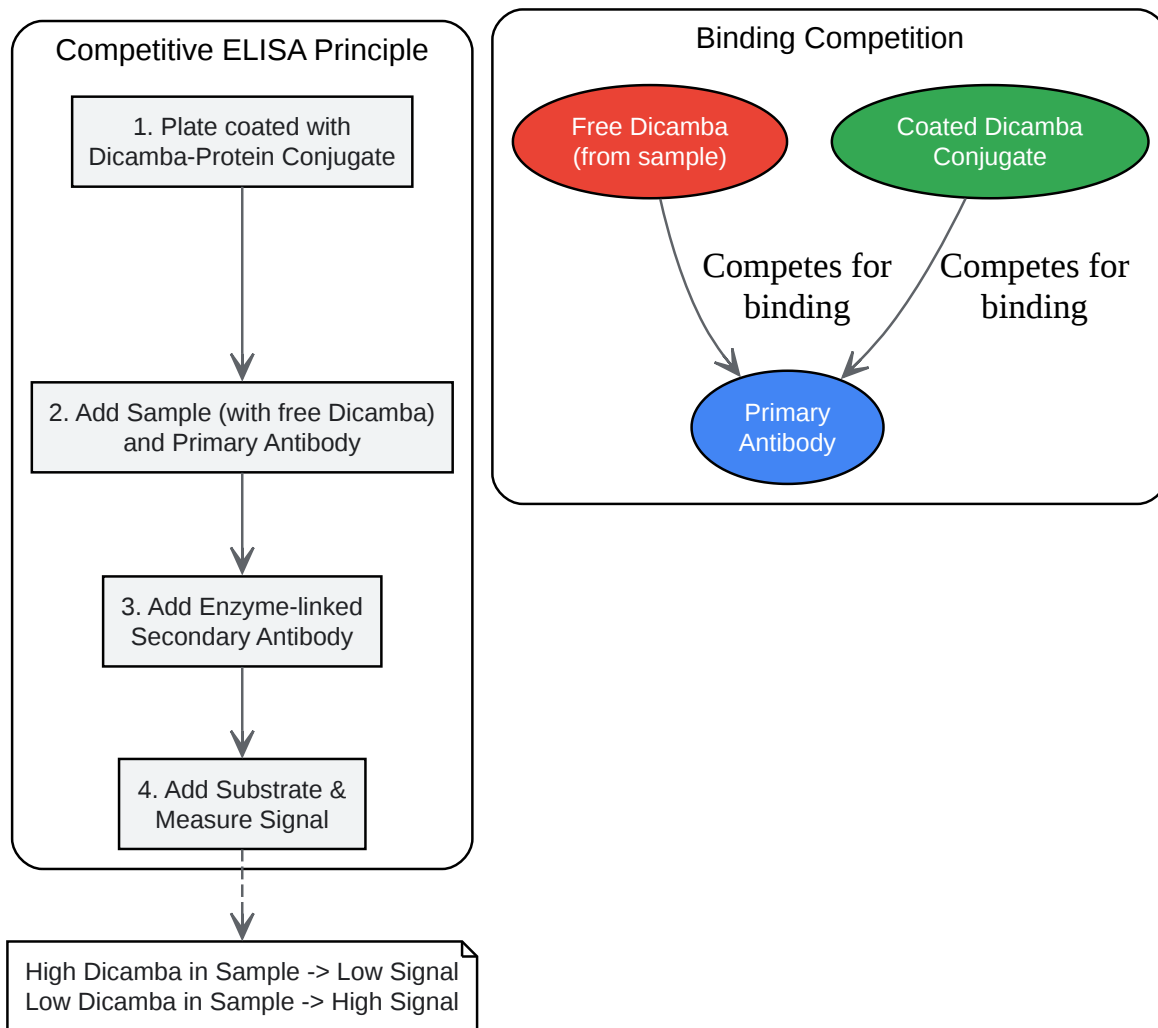 Competitive ELISA Principle
1. Plate coated with
Dicamba-Protein Conjugate
2. Add Sample (with free Dicamba)
and Primary Antibody
3. Add Enzyme-linked
Secondary Antibody
4. Add Substrate &
Measure Signal
High Dicamba in Sample -> Low Signal
Low Dicamba in Sample -> High Signal
Binding Competition
Free Dicamba
(from sample)
Coated Dicamba
Conjugate
Competes for
binding
Competes for
binding
Primary
Antibody